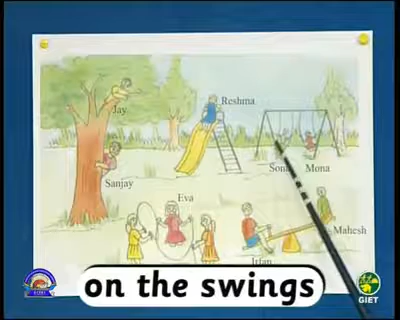 Jay
Reshma
Sona Mona
Sanjay
Eva
Mahesh
Irfan
on the swings
GIET